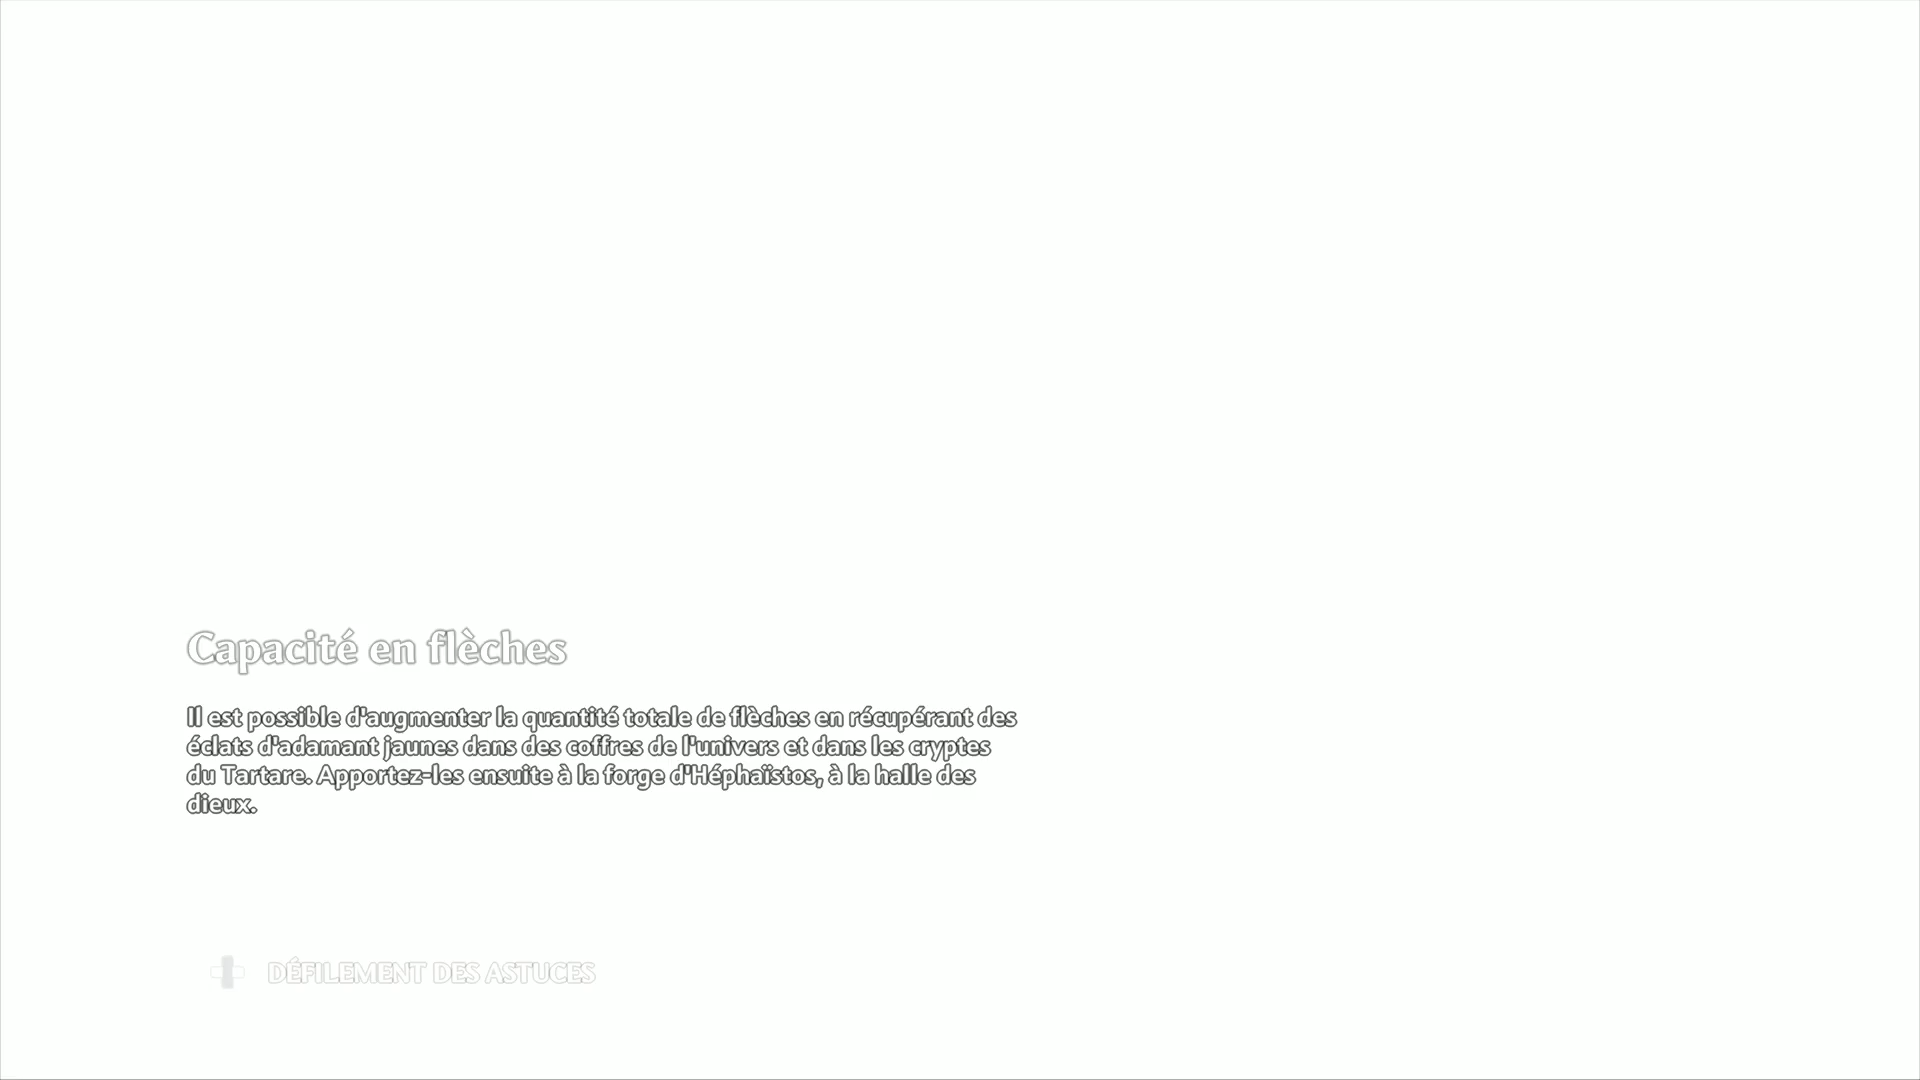 Capacité en flèches
Il est possible d'augmenter la quantité totale de flèches en récupérant des
éclats d'adamant jaunes dans des coffres de l'univers et dans les cryptes
du Tartare. Apportez-les ensuite à la forge d'Héphaïstos, à la halle des
dieux.
DÉFILEMENT DES ASTUCES